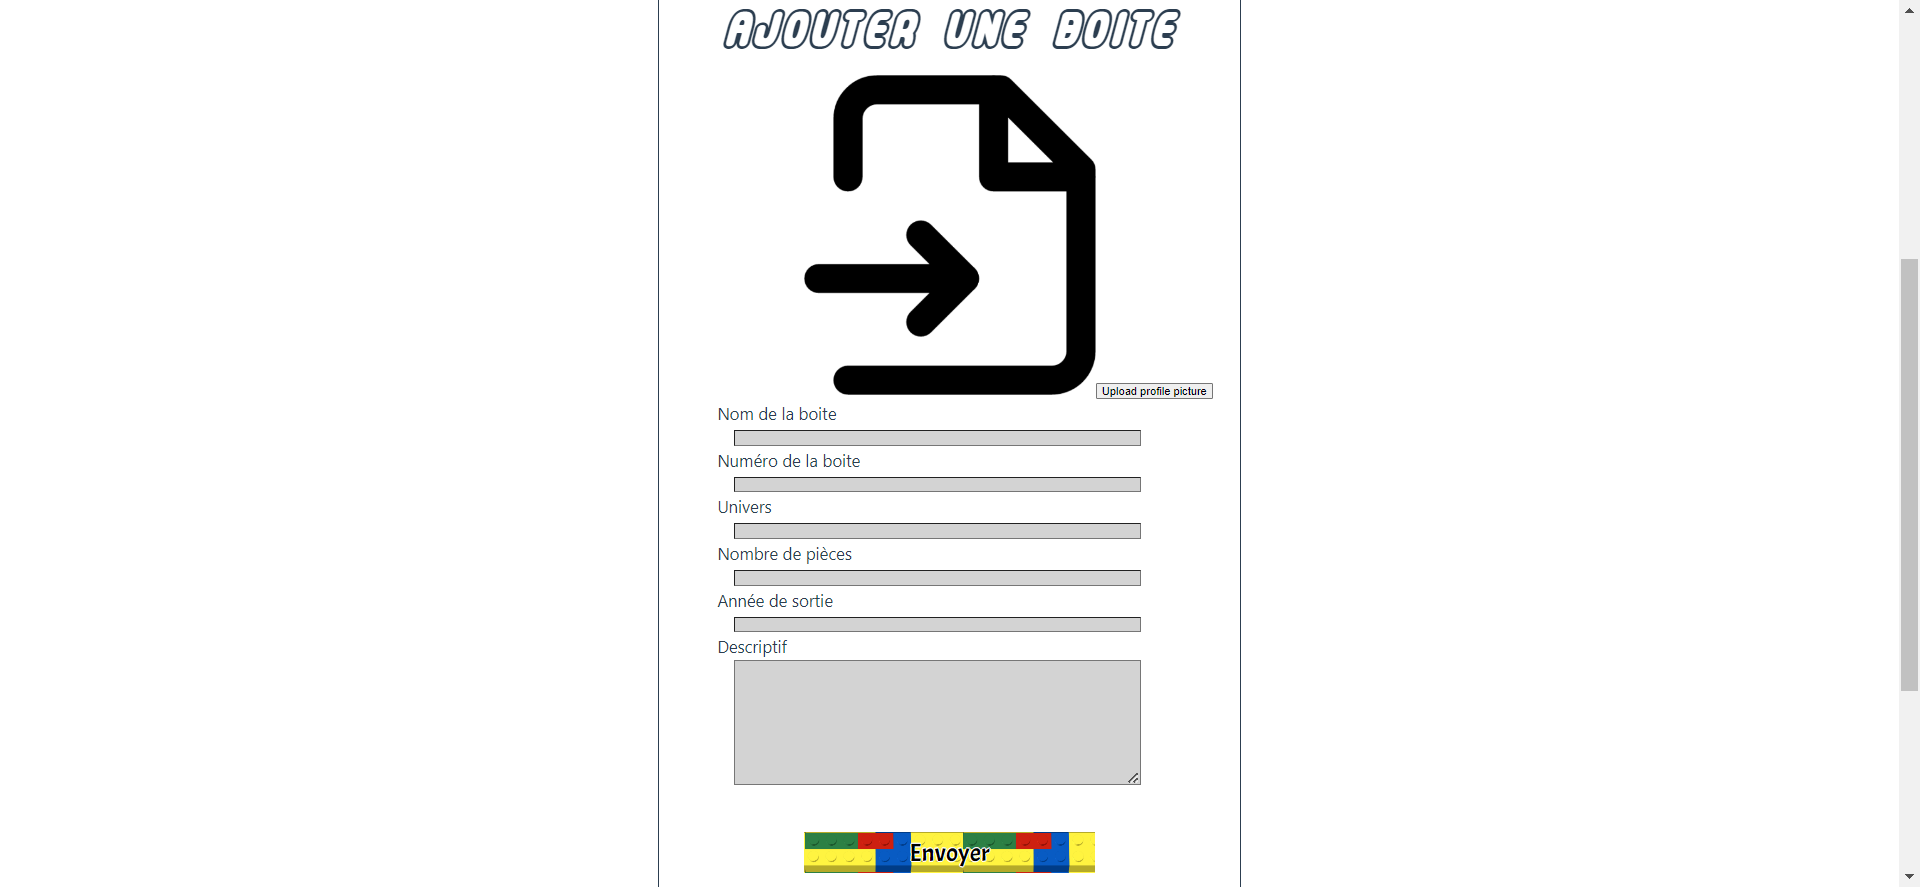 AJOUTER UNE BOITE
Upload profile picture
Nom de la boite
Numéro de la boite
Univers
Nombre de pièces
Année de sortie
Descriptif
Envoyer